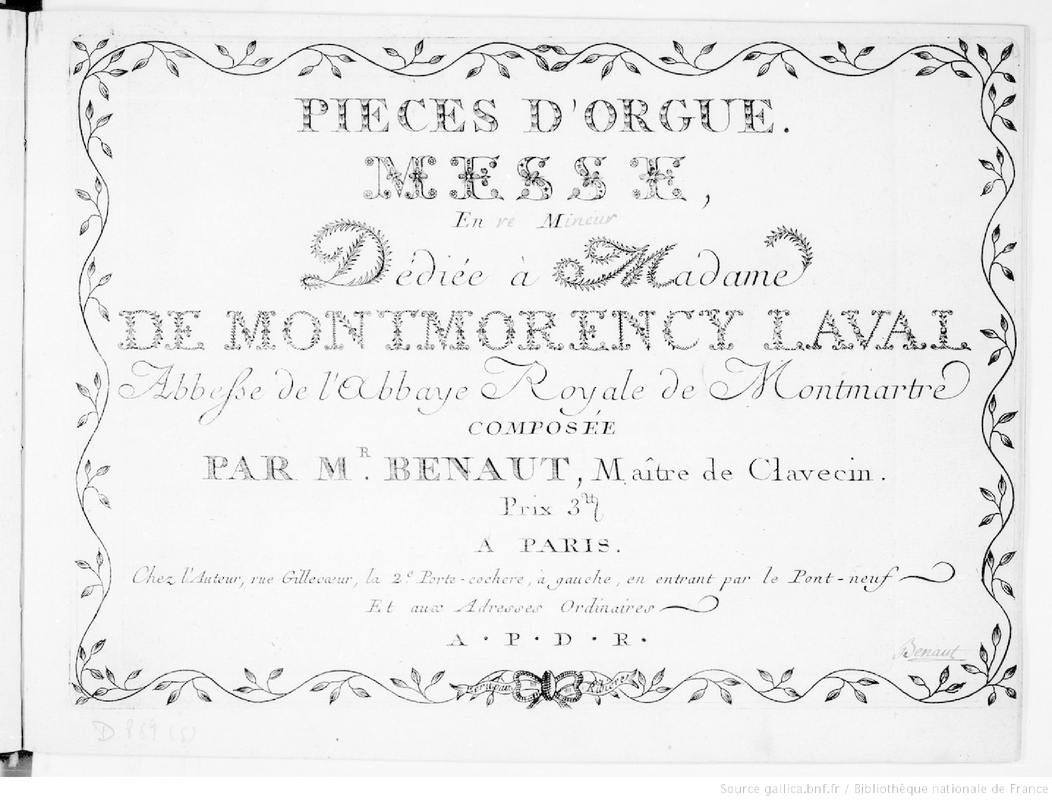 PIECES D'ORGUE.
MESSE,
En re Mineur
Dédiée à Madame
DE MONTMORENCY LAVAL
Abbesse de l'abbaye Royale de Montmartre
COMPOSÉE
PAR MR. BENAUT, Maître de Clavecin.
Prix 3tt
A PARIS.
Chez l'Auteur, rue Gillecœur, la 2e Porte-cochere, à gauche, en entrant par le Pont-neuf
Et aux Adresses Ordinaires
A · P · D · R ·
Benaut
D. 869 (5)
Source gallica.bnf.fr / Bibliothèque nationale de France